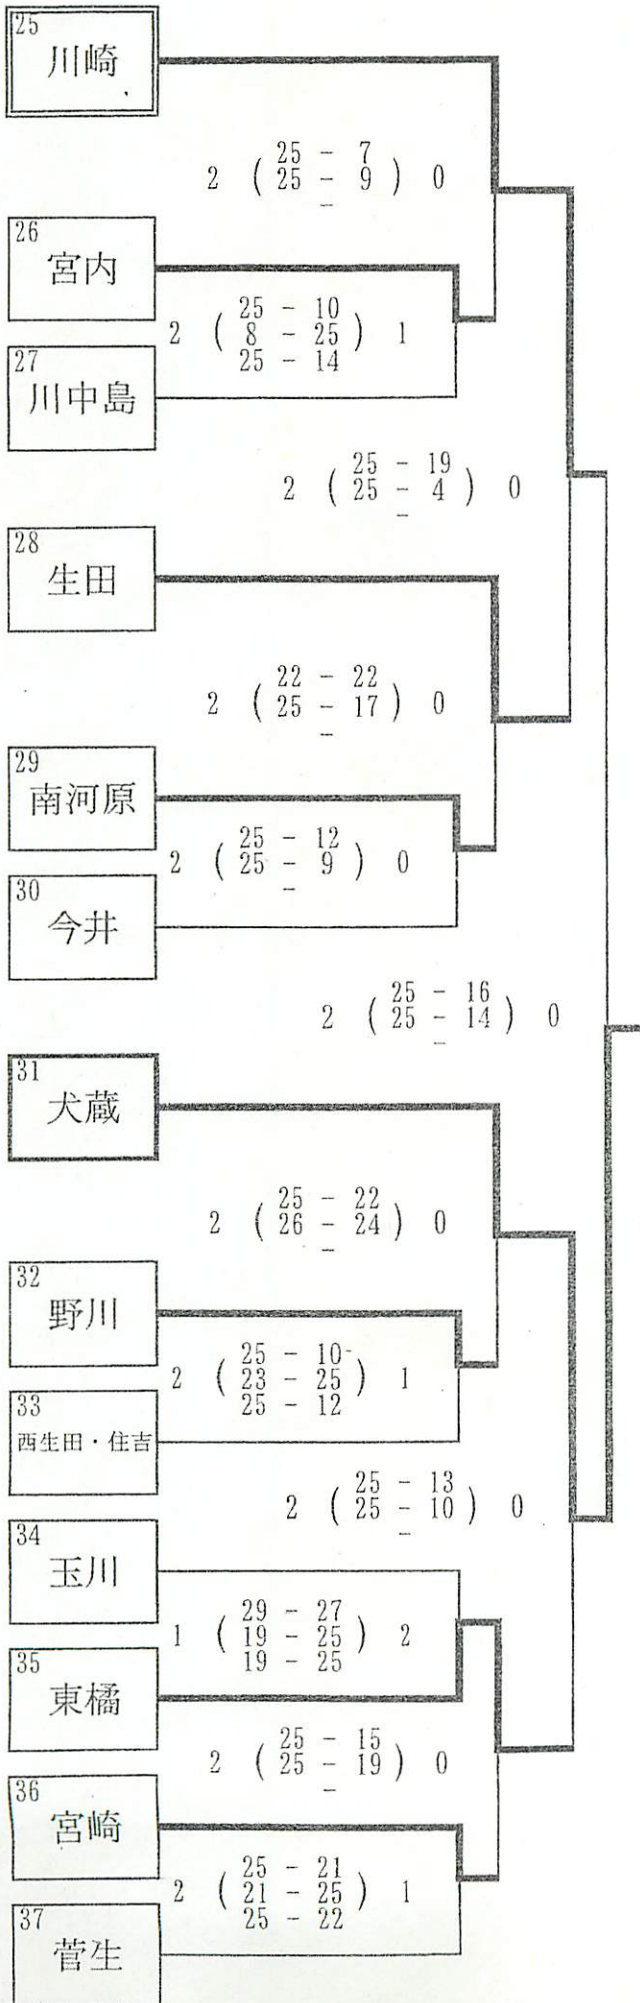 25
川崎
25 - 7
2 ( 25 - 9 ) 0
-
26
宮内
25 - 10
2 ( 8 - 25 ) 1
25 - 14
27
川中島
25 - 19
2 ( 25 - 4 ) 0
-
28
生田
22 - 22
2 ( 25 - 17 ) 0
-
29
南河原
25 - 12
2 ( 25 - 9 ) 0
-
30
今井
25 - 16
2 ( 25 - 14 ) 0
-
31
犬蔵
25 - 22
2 ( 26 - 24 ) 0
-
32
野川
25 - 10
2 ( 23 - 25 ) 1
25 - 12
33
西生田・住吉
25 - 13
2 ( 25 - 10 ) 0
-
34
玉川
29 - 27
1 ( 19 - 25 ) 2
19 - 25
35
東橘
25 - 15
2 ( 25 - 19 ) 0
-
36
宮崎
25 - 21
2 ( 21 - 25 ) 1
25 - 22
37
菅生